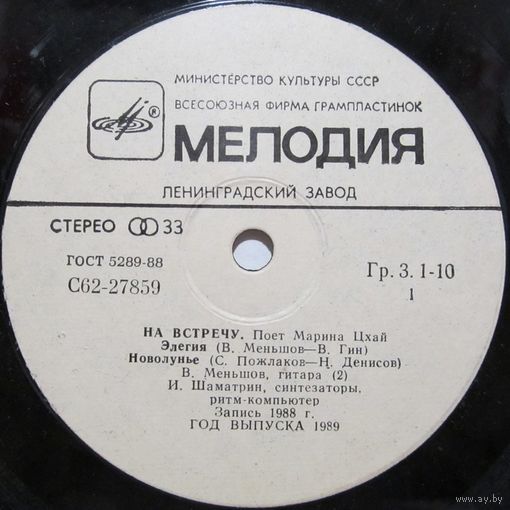 МИНИСТЕРСТВО КУЛЬТУРЫ СССР
ВСЕСОЮЗНАЯ ФИРМА ГРАМПЛАСТИНОК
®
МЕЛОДИЯ
ЛЕНИНГРАДСКИЙ ЗАВОД
СТЕРЕО 33
ГОСТ 5289-88
С62-27859
Гр. 3. 1-10
1
НА ВСТРЕЧУ. Поет Марина Цхай
Элегия (В. Меньшов—В. Гин)
Новолунье (С. Пожлаков—Н. Денисов)
В. Меньшов, гитара (2)
И. Шаматрин, синтезаторы,
ритм-компьютер
Запись 1988 г.
ГОД ВЫПУСКА 1989
www.ay.by